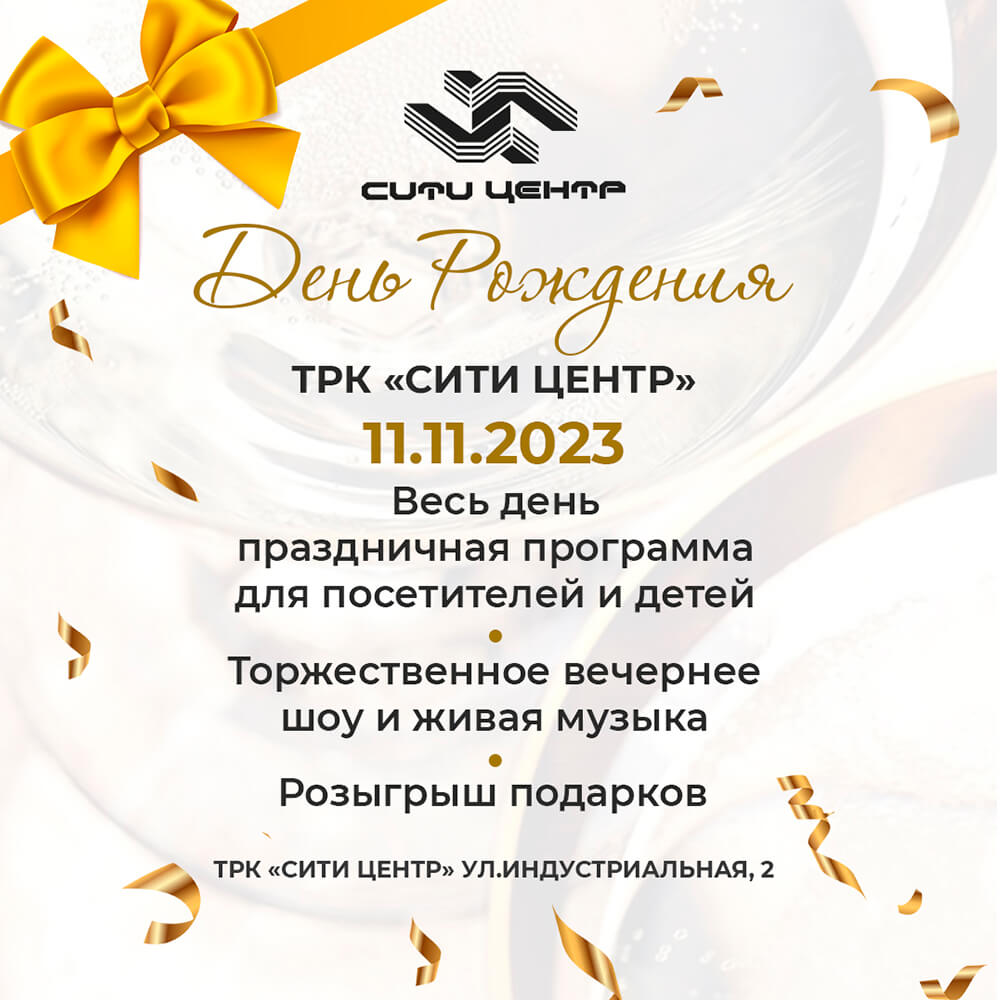 СИТИ ЦЕНТР
День Рождения
ТРК «СИТИ ЦЕНТР»
11.11.2023
Весь день
праздничная программа
для посетителей и детей
•
Торжественное вечернее
шоу и живая музыка
•
Розыгрыш подарков
ТРК «СИТИ ЦЕНТР» УЛ.ИНДУСТРИАЛЬНАЯ, 2